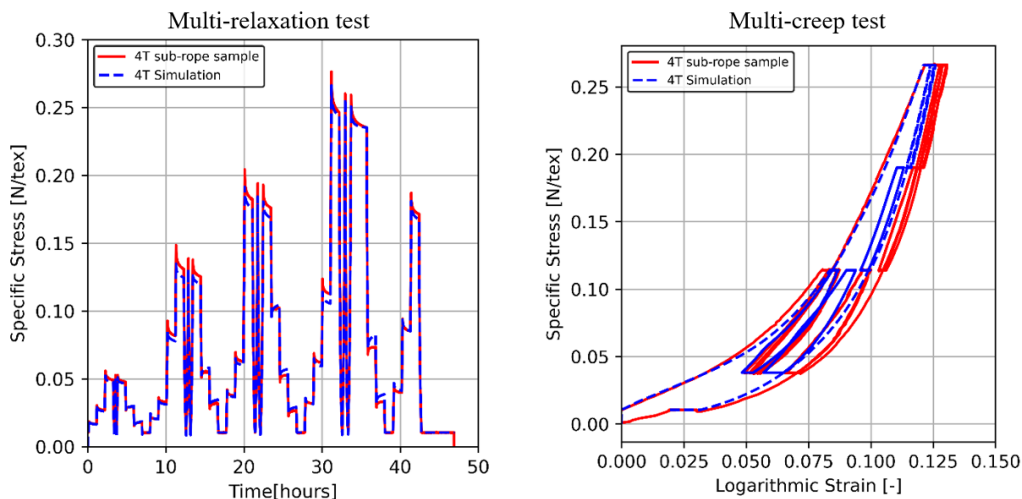 Multi-relaxation test
4T sub-rope sample
4T Simulation
Specific Stress [N/tex]
0.30
0.25
0.20
0.15
0.10
0.05
0.00
0
10
20
30
40
50
Time[hours]
Multi-creep test
4T sub-rope sample
4T Simulation
Specific Stress [N/tex]
0.25
0.20
0.15
0.10
0.05
0.00
0.000
0.025
0.050
0.075
0.100
0.125
0.150
Logarithmic Strain [-]